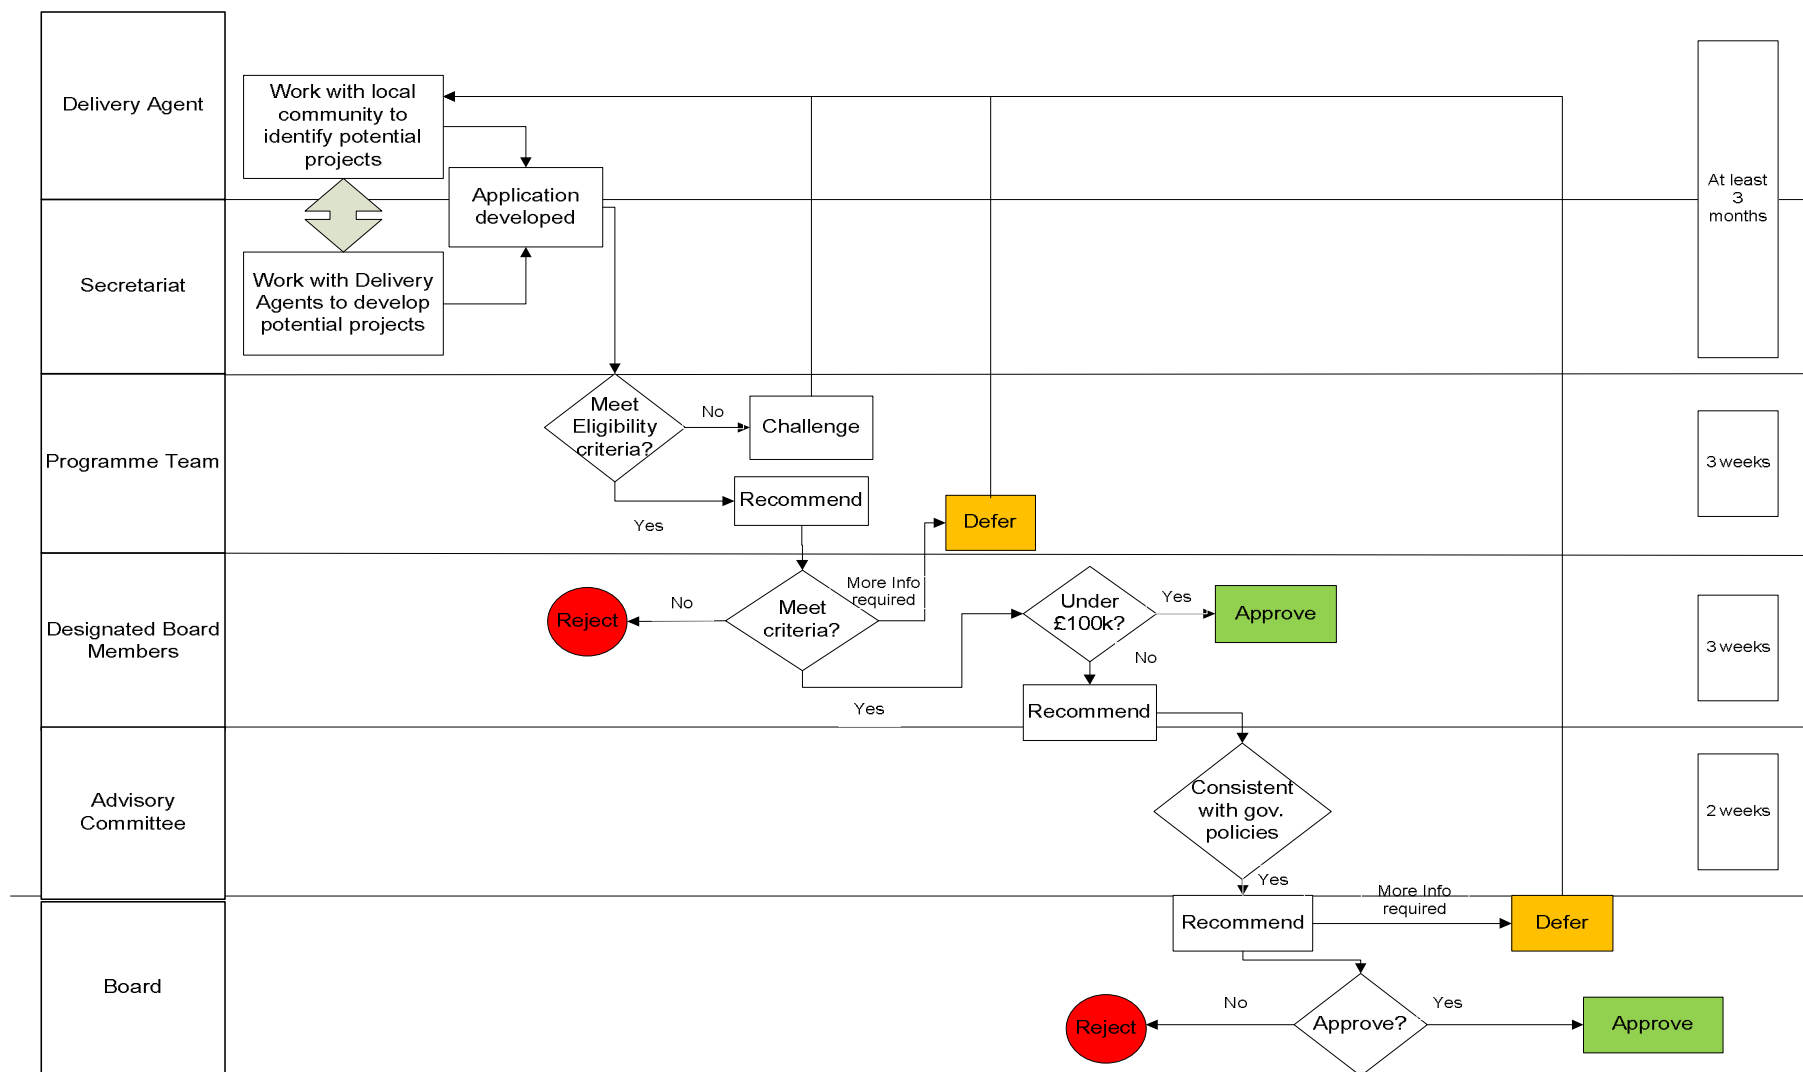 Delivery Agent
Work with local
community to
identify potential
projects
Application
developed
At least
3
months
Secretariat
Work with Delivery
Agents to develop
potential projects
Programme Team
Meet
Eligibility
criteria?
No
Challenge
Yes
Recommend
Defer
3 weeks
Designated Board
Members
Reject
No
Meet
criteria?
More Info
required
Yes
Under
£100k?
Yes
Approve
No
Recommend
3 weeks
Advisory
Committee
Consistent
with gov.
policies
Yes
2 weeks
Board
Recommend
More Info
required
Defer
Reject
No
Approve?
Yes
Approve